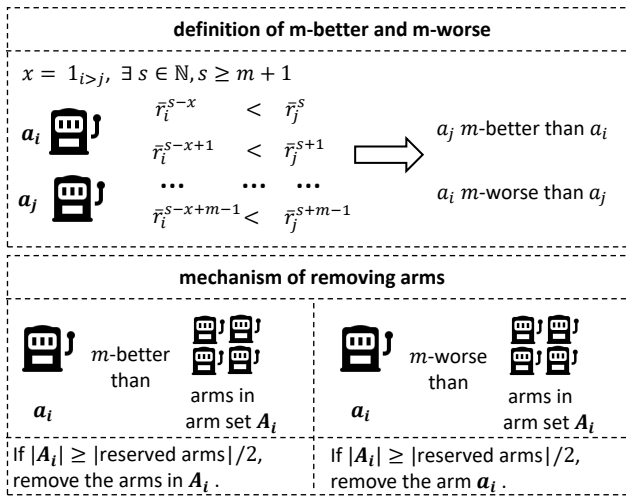 definition of m-better and m-worse
x = 1_{i>j}, ∃ s ∈ ℕ, s ≥ m + 1
a_i
r̄_i^{s-x} < r̄_j^s
r̄_i^{s-x+1} < r̄_j^{s+1}
a_j
... ... ...
r̄_i^{s-x+m-1} < r̄_j^{s+m-1}
a_j m-better than a_i
a_i m-worse than a_j
mechanism of removing arms
m-better
than
a_i
arms in
arm set A_i
If |A_i| ≥ |reserved arms|/2,
remove the arms in A_i .
m-worse
than
a_i
arms in
arm set A_i
If |A_i| ≥ |reserved arms|/2,
remove the arm a_i .